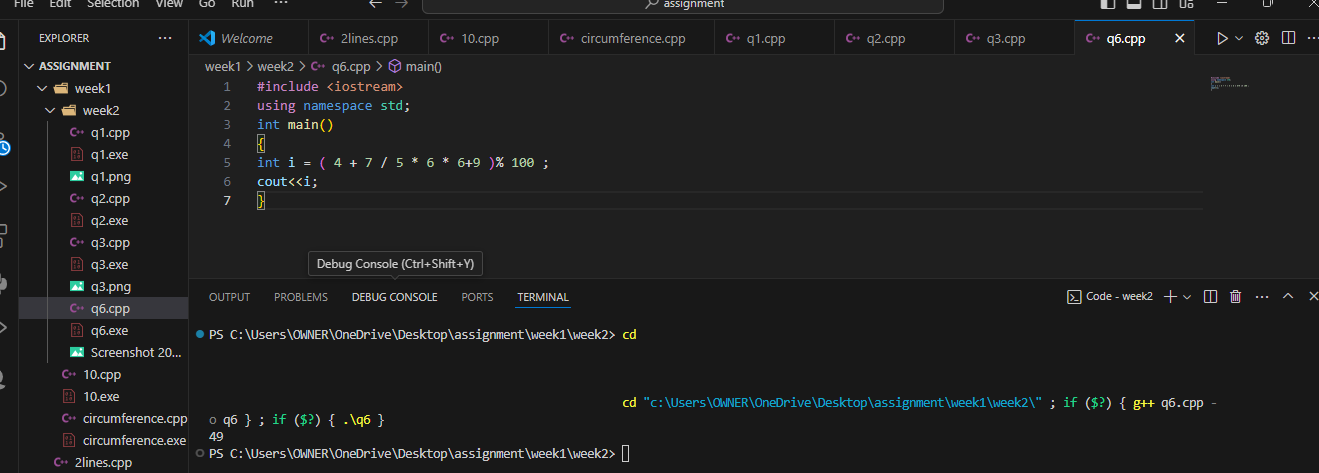 File Edit Selection View Go Run ··· ← → assignment
EXPLORER ···
Welcome 2lines.cpp 10.cpp circumference.cpp q1.cpp q2.cpp q3.cpp q6.cpp
ASSIGNMENT
week1
week2
q1.cpp
q1.exe
q1.png
q2.cpp
q2.exe
q3.cpp
q3.exe
q3.png
q6.cpp
q6.exe
Screenshot 20...
10.cpp
10.exe
circumference.cpp
circumference.exe
2lines.cpp
week1 > week2 > q6.cpp > main()
1 #include <iostream>
2 using namespace std;
3 int main()
4 {
5 int i = ( 4 + 7 / 5 * 6 * 6+9 )% 100 ;
6 cout<<i;
7 }
Debug Console (Ctrl+Shift+Y)
OUTPUT PROBLEMS DEBUG CONSOLE PORTS TERMINAL Code - week2
PS C:\Users\OWNER\OneDrive\Desktop\assignment\week1\week2> cd
cd "c:\Users\OWNER\OneDrive\Desktop\assignment\week1\week2\" ; if ($?) { g++ q6.cpp -
o q6 } ; if ($?) { .\q6 }
49
PS C:\Users\OWNER\OneDrive\Desktop\assignment\week1\week2>